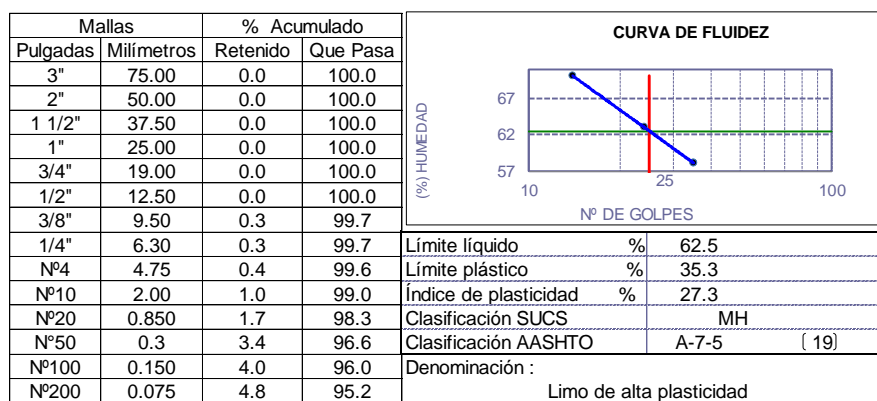 Mallas % Acumulado
Pulgadas Milímetros Retenido Que Pasa
3" 75.00 0.0 100.0
2" 50.00 0.0 100.0
1 1/2" 37.50 0.0 100.0
1" 25.00 0.0 100.0
3/4" 19.00 0.0 100.0
1/2" 12.50 0.0 100.0
3/8" 9.50 0.3 99.7
1/4" 6.30 0.3 99.7
Nº4 4.75 0.4 99.6
Nº10 2.00 1.0 99.0
Nº20 0.850 1.7 98.3
N°50 0.3 3.4 96.6
Nº100 0.150 4.0 96.0
Nº200 0.075 4.8 95.2
CURVA DE FLUIDEZ
(%) HUMEDAD
67
62
57
10 25 100
Nº DE GOLPES
Límite líquido % 62.5
Límite plástico % 35.3
Índice de plasticidad % 27.3
Clasificación SUCS MH
Clasificación AASHTO A-7-5 ( 19)
Denominación :
Limo de alta plasticidad